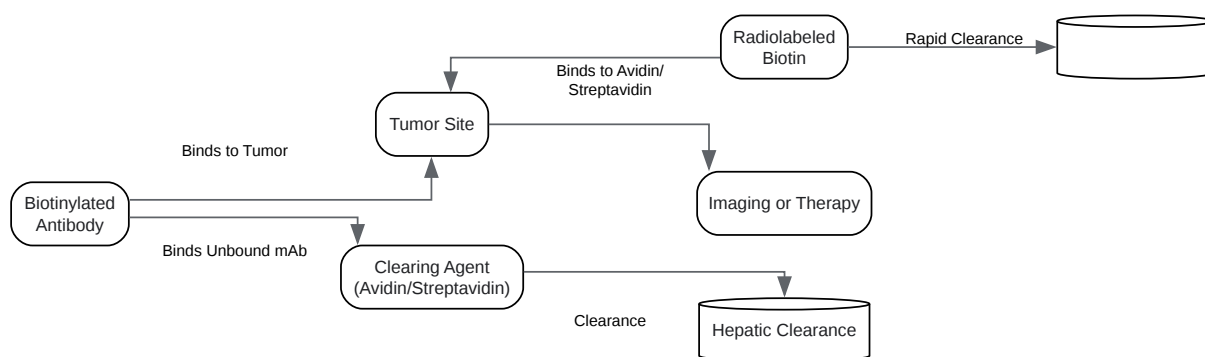 Radiolabeled
Biotin
Rapid Clearance
Binds to Avidin/
Streptavidin
Tumor Site
Binds to Tumor
Biotinylated
Antibody
Imaging or Therapy
Binds Unbound mAb
Clearing Agent
(Avidin/Streptavidin)
Clearance
Hepatic Clearance